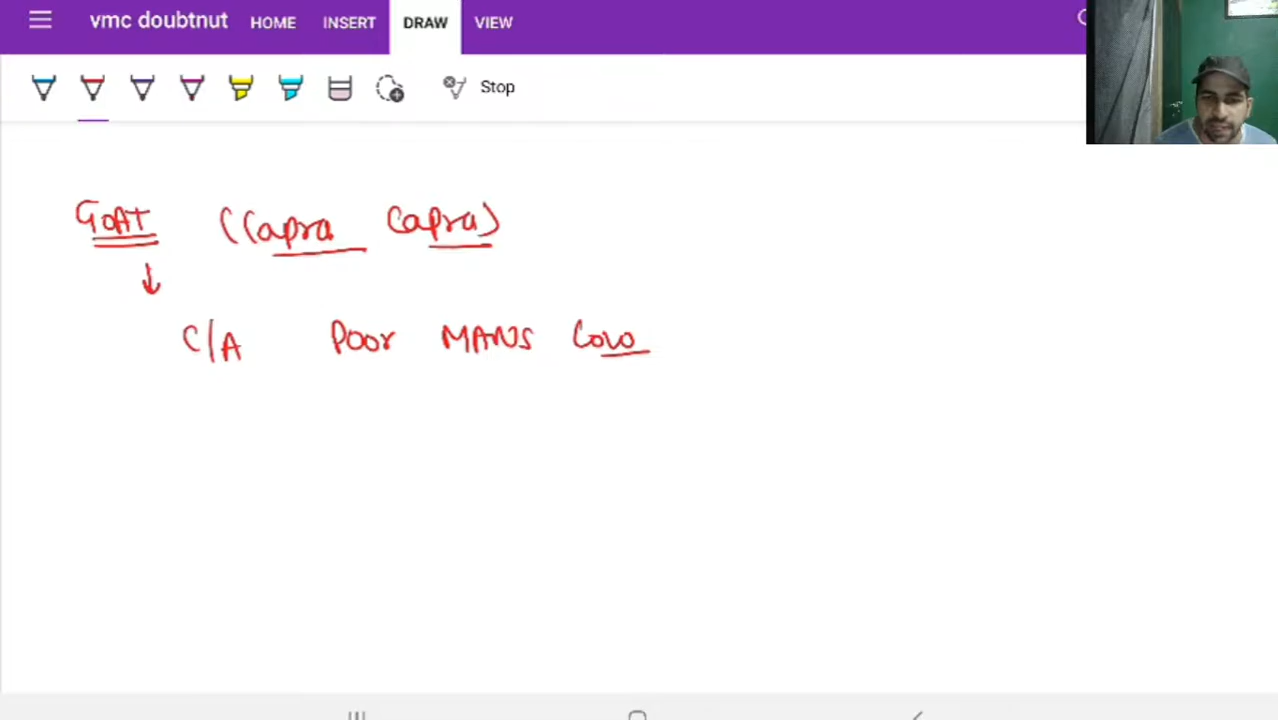 vmc doubtnut HOME INSERT DRAW VIEW
Stop
GOAT (Capra Capra)
C/A Poor MANS Cow